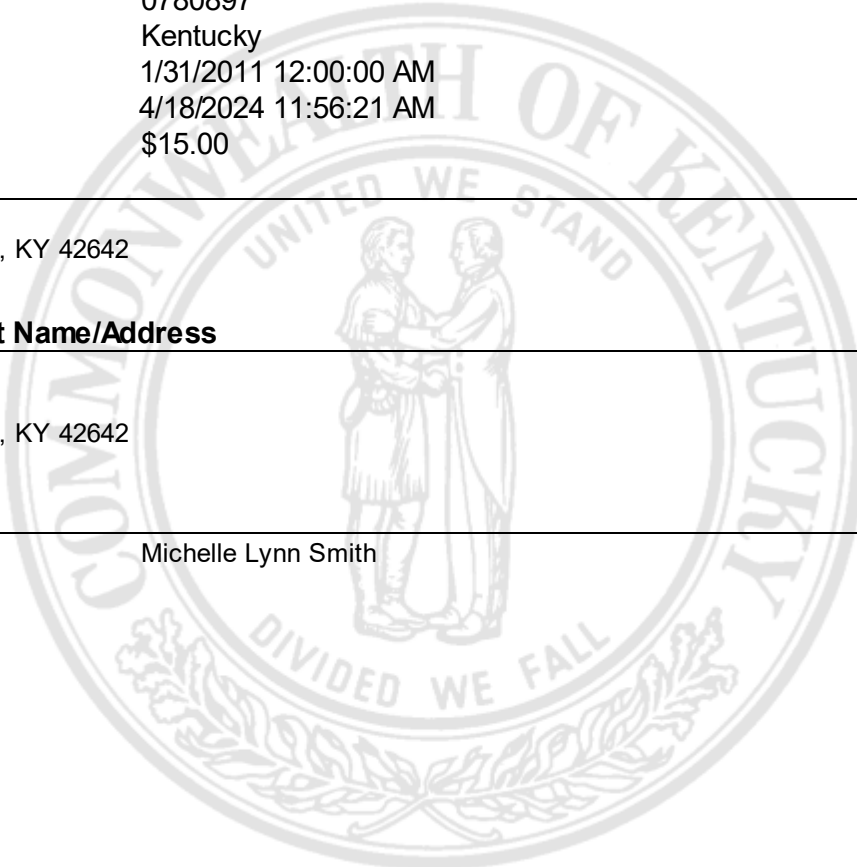 0780897
Kentucky
1/31/2011 12:00:00 AM
4/18/2024 11:56:21 AM
$15.00
, KY 42642
t Name/Address
, KY 42642
Michelle Lynn Smith
COMMONWEALTH OF KENTUCKY
UNITED WE STAND
DIVIDED WE FALL